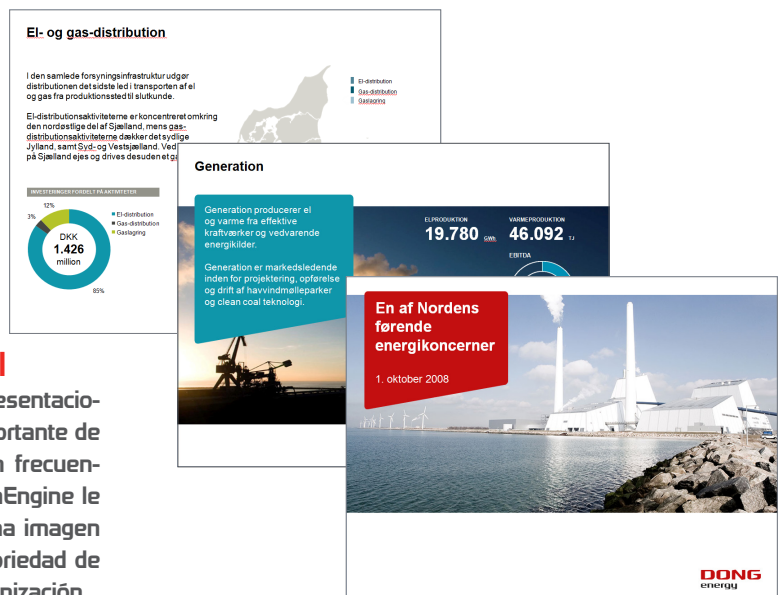 El- og gas-distribution
I den samlede forsyningsinfrastruktur udgør
distributionen det sidste led i transporten af el
og gas fra produktionssted til slutkunde.
El-distributionsaktiviteterne er koncentreret omkring
den nordøstlige del af Sjælland, mens gas-
distributionsaktiviteterne dækker det sydlige
Jylland, samt Syd- og Vestsjælland. Ved
på Sjælland ejes og drives desuden et
El-distribution
Gas-distribution
Gaslagring
INVESTERINGER FORDELT PÅ AKTIVITETER
12%
3%
DKK
1.426
million
85%
El-distribution
Gas-distribution
Gaslagring
Generation
Generation producerer el
og varme fra effektive
kraftværker og vedvarende
energikilder.
Generation er markedsledende
inden for projektering, opførelse
og drift af havvindmølleparker
og clean coal teknologi.
ELPRODUKTION
19.780 GWh
VARMEPRODUKTION
46.092 TJ
EBITDA
En af Nordens
førende
energikoncerner
1. oktober 2008
DONG
energy
esentacio-
ortante de
n frecuen-
nEngine le
na imagen
oriedad de
nización